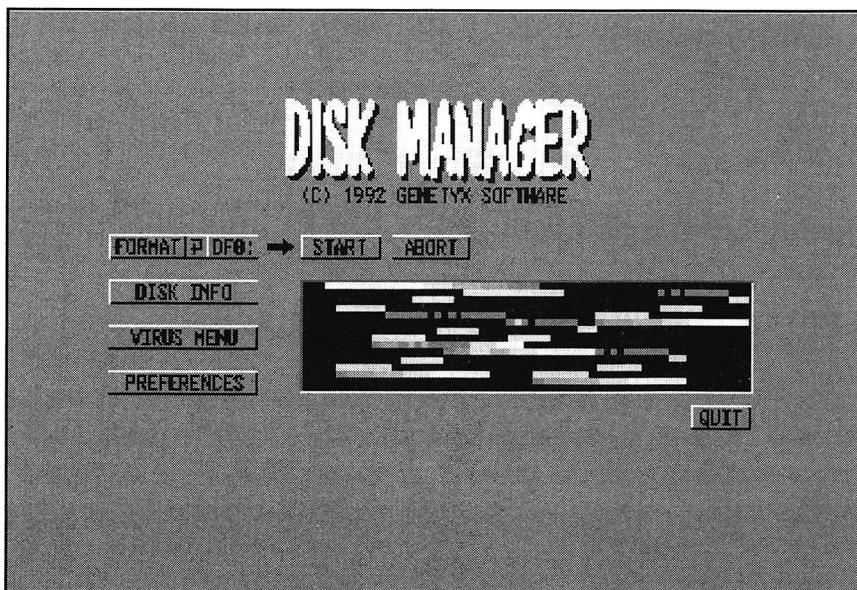 DISK MANAGER
(C) 1992 GENETYX SOFTWARE
FORMAT DF0: START ABORT
DISK INFO
VIRUS MENU
PREFERENCES
QUIT